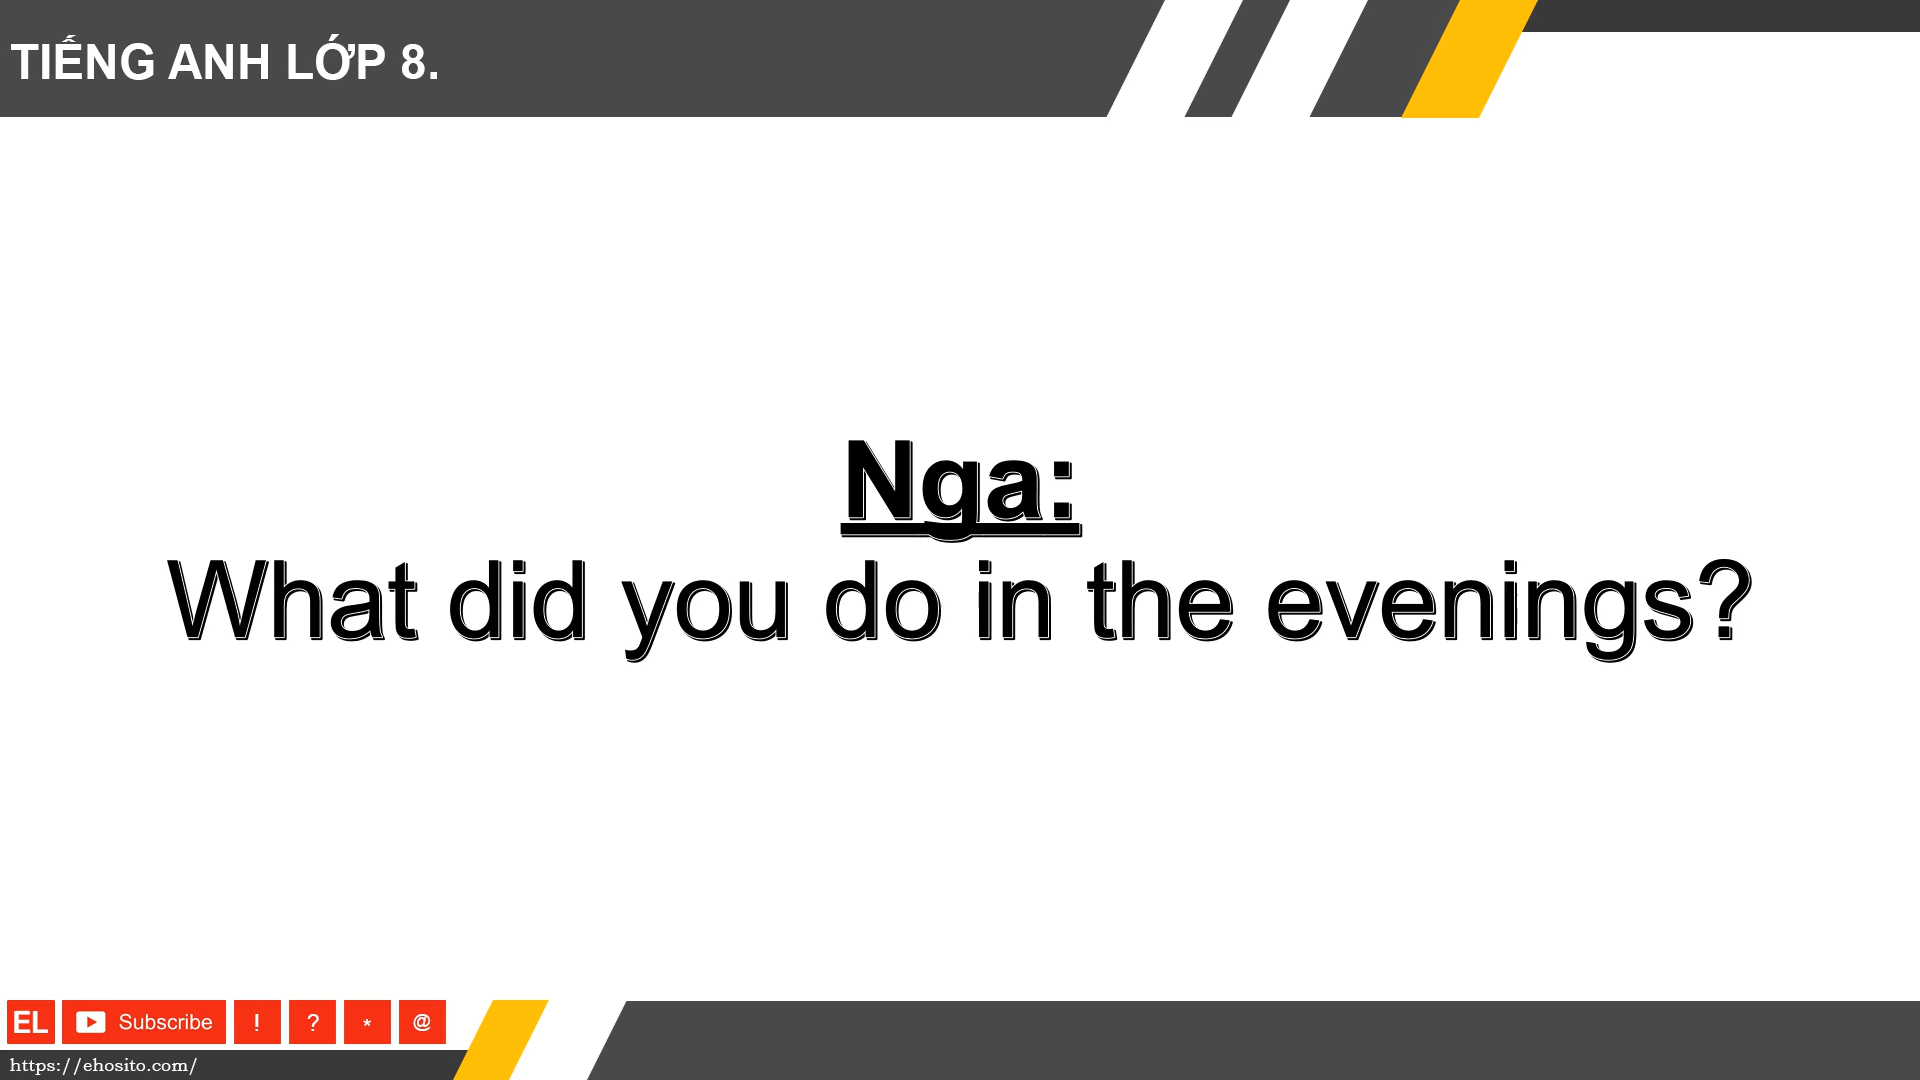 TIẾNG ANH LỚP 8.
Nga:
What did you do in the evenings?
EL Subscribe ! ? * @
https://ehosito.com/